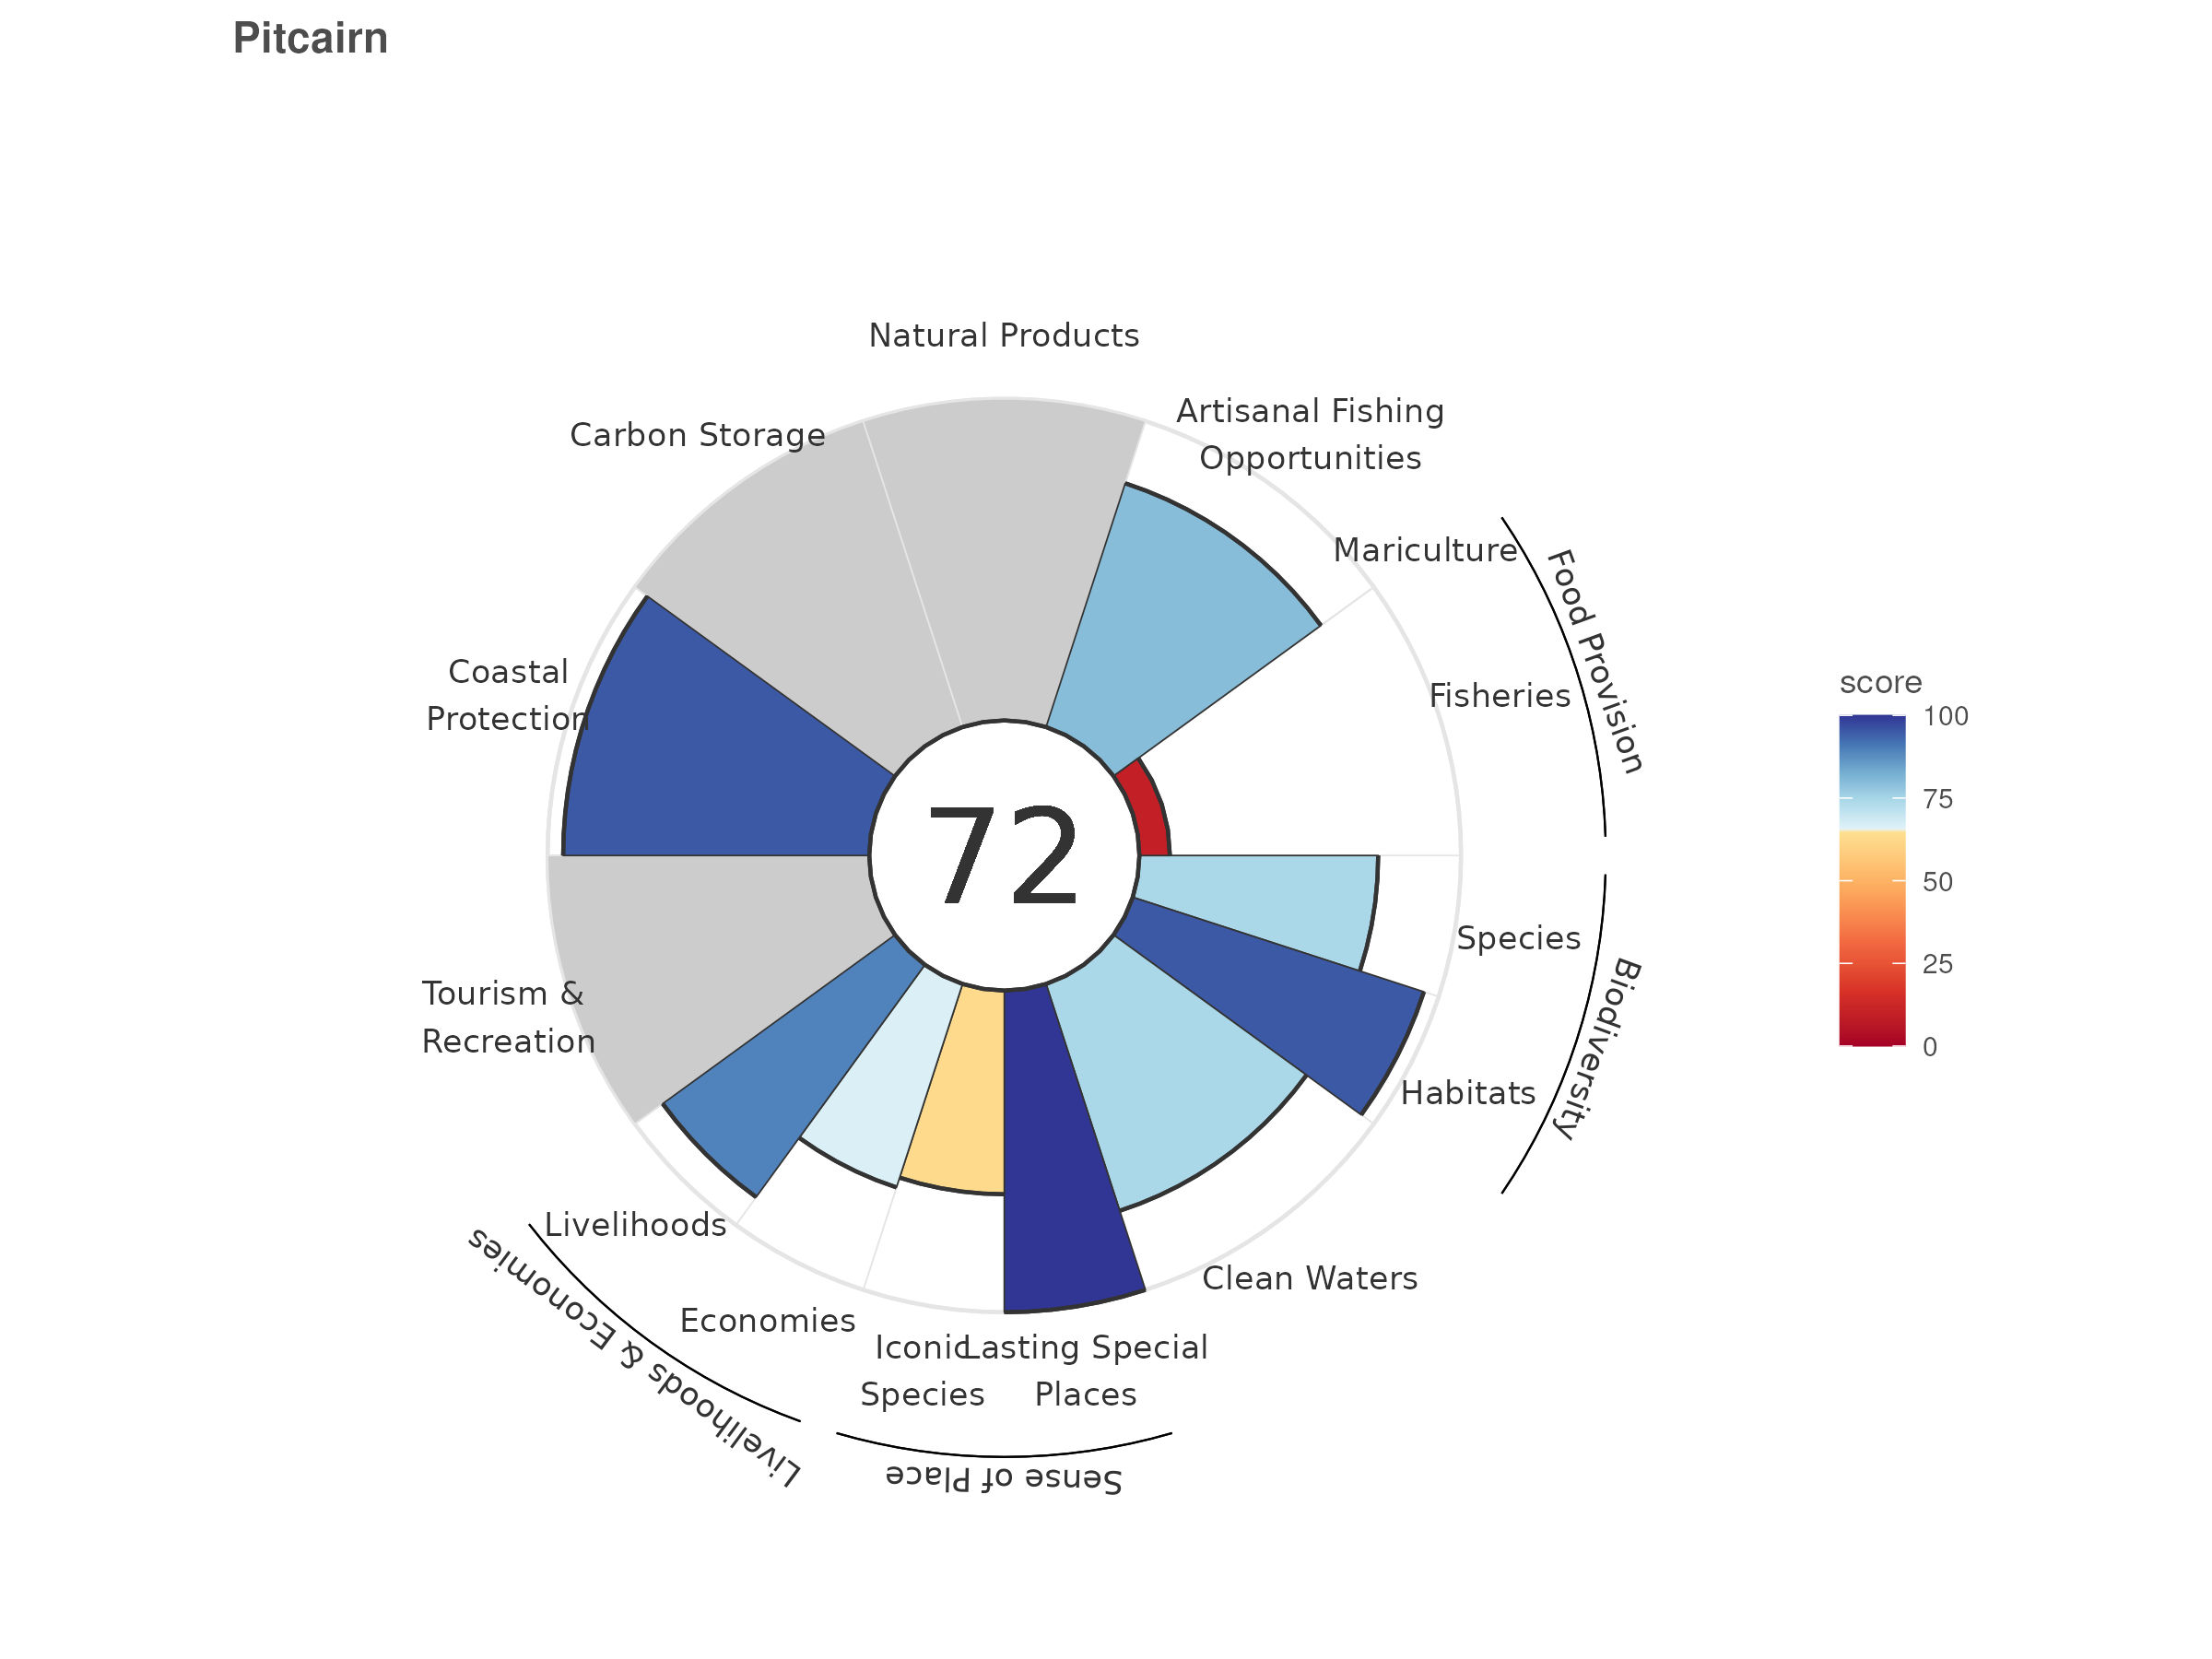 Pitcairn
Natural Products
Artisanal Fishing
Opportunities
Carbon Storage
Mariculture
Food Provision
Fisheries
Coastal
Protection
score
100
75
50
25
0
72
Species
Biodiversity
Tourism &
Recreation
Habitats
Livelihoods
Clean Waters
Economies
Livelihoods & Economies
Iconic
Species
Lasting Special
Places
Sense of Place